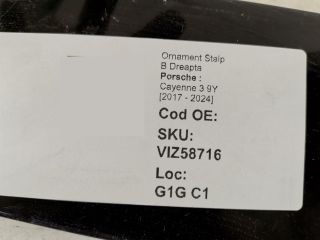 Ornament Stalp
B Dreapta
Porsche :
Cayenne 3 9Y
[2017 - 2024]
Cod OE:
SKU:
VIZ58716
Loc:
G1G C1